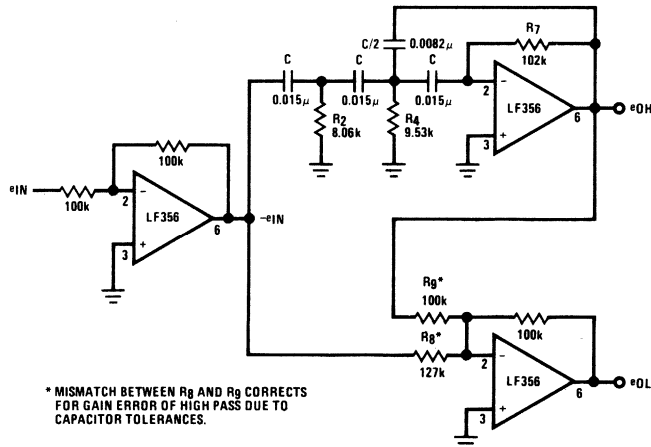 C/2
0.0082µ
R7
102k
C
C
C
0.015µ
0.015µ
0.015µ
R2
8.06k
R4
9.53k
2
−
LF356
6
eOH
3
+
100k
eIN
100k
2
−
LF356
6
−eIN
3
+
R9*
100k
R8*
127k
100k
2
−
LF356
6
eOL
3
+
* MISMATCH BETWEEN R8 AND R9 CORRECTS
FOR GAIN ERROR OF HIGH PASS DUE TO
CAPACITOR TOLERANCES.